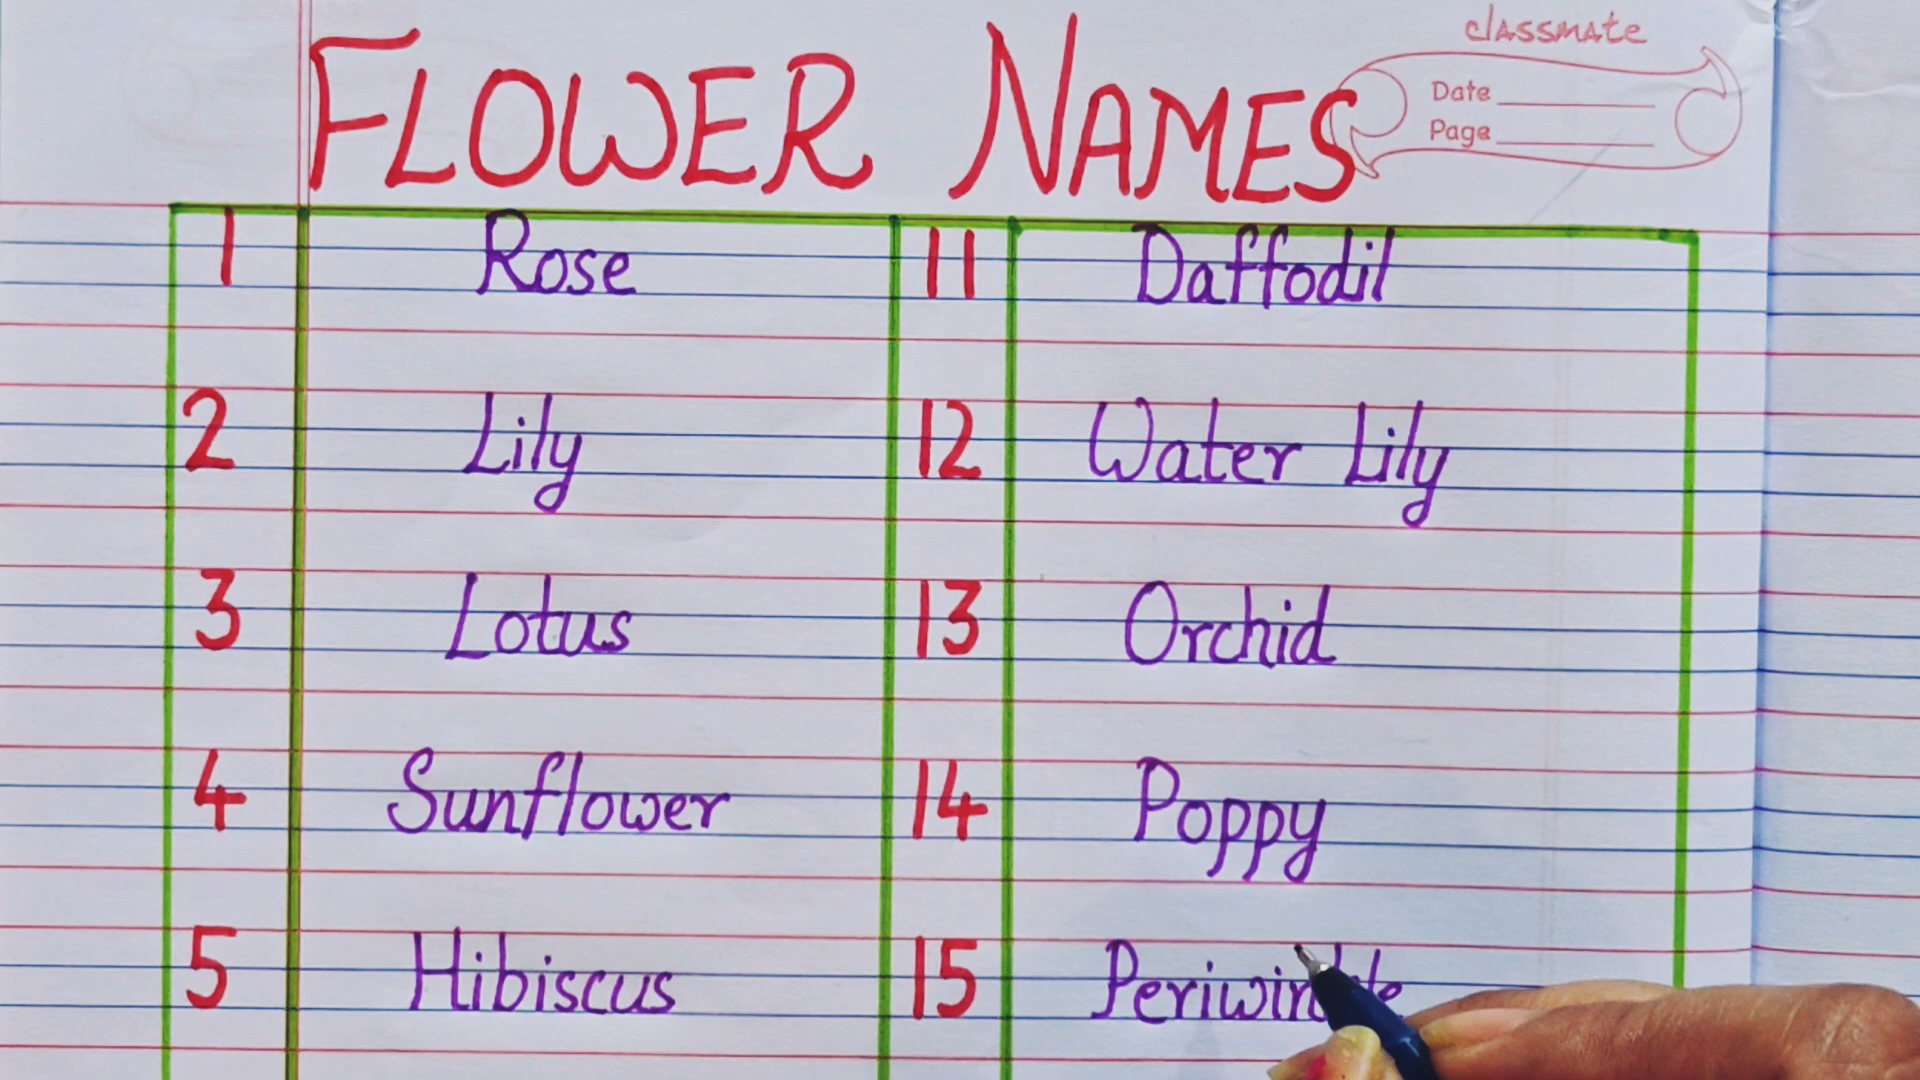 classmate
FLOWER NAMES
Date
Page
1 Rose 11 Daffodil
2 Lily 12 Water Lily
3 Lotus 13 Orchid
4 Sunflower 14 Poppy
5 Hibiscus 15